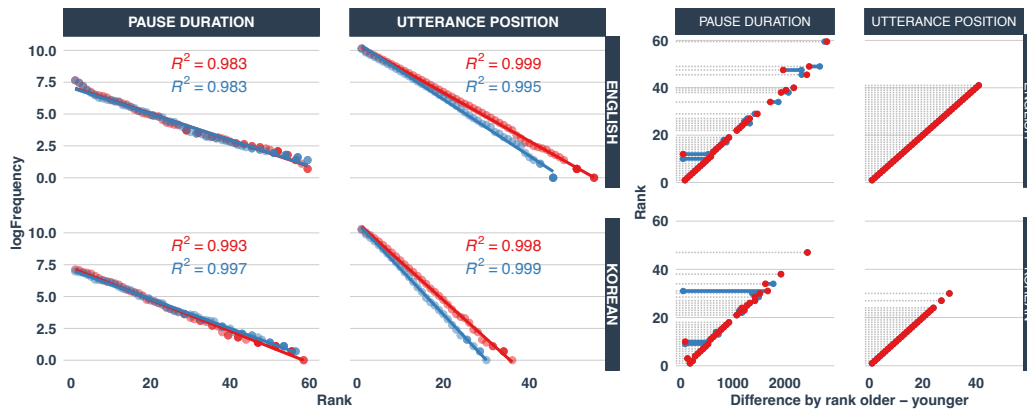 PAUSE DURATION
UTTERANCE POSITION
PAUSE DURATION
UTTERANCE POSITION
10.0
7.5
5.0
2.5
0.0
R² = 0.983
R² = 0.983
R² = 0.999
R² = 0.995
ENGLISH
60
40
20
0
10.0
7.5
5.0
2.5
0.0
R² = 0.993
R² = 0.997
R² = 0.998
R² = 0.999
KOREAN
60
40
20
0
logFrequency
Rank
0
20
40
60
0
20
40
0
1000
2000
0
20
40
Rank
Difference by rank older − younger